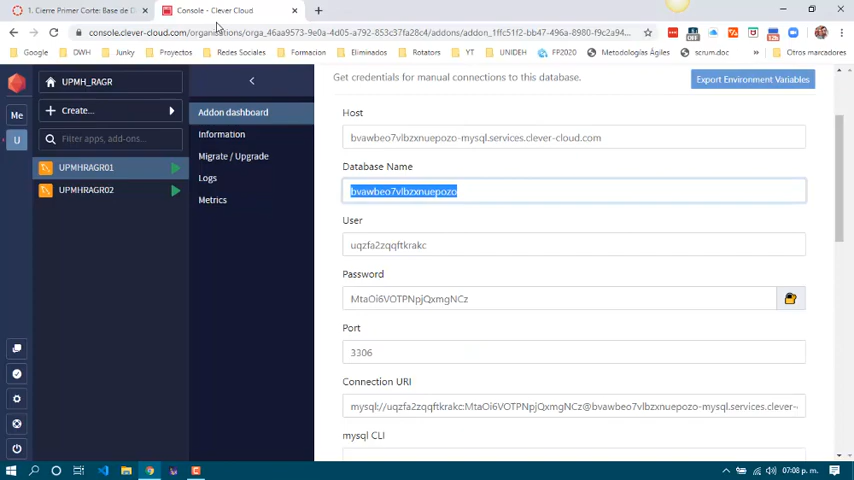 1. Cierre Primer Corte: Base de D
Console - Clever Cloud
console.clever-cloud.com/organisations/orga_46aa9573-9e0a-4d05-a792-853c37fa28c4/addons/addon_1ffc51f2-bb47-496a-8980-f9c2a94...
Google
DWH
Junky
Proyectos
Redes Sociales
Formacion
Eliminados
Rotators
YT
UNIDEH
FP2020
Metodologías Ágiles
scrum.doc
Otros marcadores
UPMH_RAGR
Create...
Filter apps, add-ons...
Me
U
UPMHRAGR01
UPMHRAGR02
Addon dashboard
Information
Migrate / Upgrade
Logs
Metrics
Get credentials for manual connections to this database.
Export Environment Variables
Host
bvawbeo7vlbzxnuepozo-mysql.services.clever-cloud.com
Database Name
bvawbeo7vlbzxnuepozo
User
uqzfa2zqqftkrakc
Password
MtaOi6VOTPNpjQxmgNCz
Port
3306
Connection URI
mysql://uqzfa2zqqftkrakc:MtaOi6VOTPNpjQxmgNCz@bvawbeo7vlbzxnuepozo-mysql.services.clever-
mysql CLI
07:08 p. m.